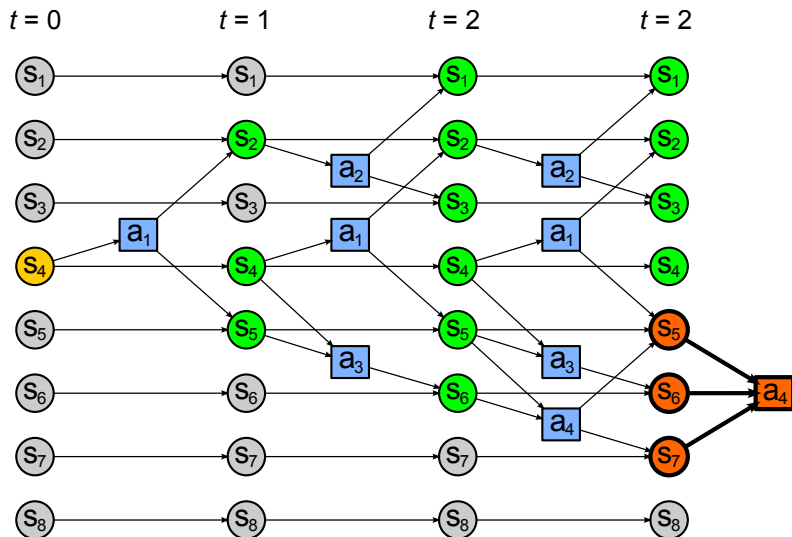 t = 0 t = 1 t = 2 t = 2
s1 s1 s1 s1
s2 s2 s2 s2
a2 a2
s3 s3 s3 s3
a1 a1 a1
s4 s4 s4 s4
s5 s5 s5 s5
a3 a3
s6 s6 s6 s6 a4
a4
s7 s7 s7 s7
s8 s8 s8 s8